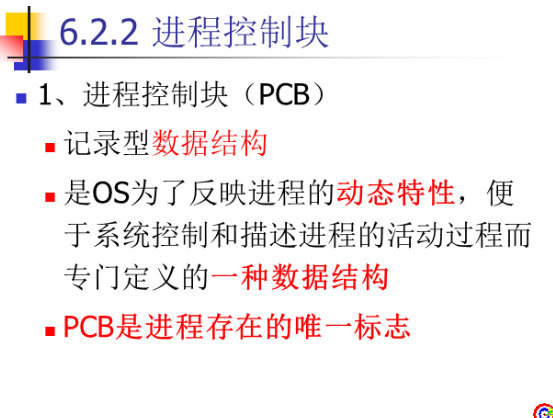 6.2.2 进程控制块
1、进程控制块（PCB）
记录型数据结构
是OS为了反映进程的动态特性，便
于系统控制和描述进程的活动过程而
专门定义的一种数据结构
PCB是进程存在的唯一标志